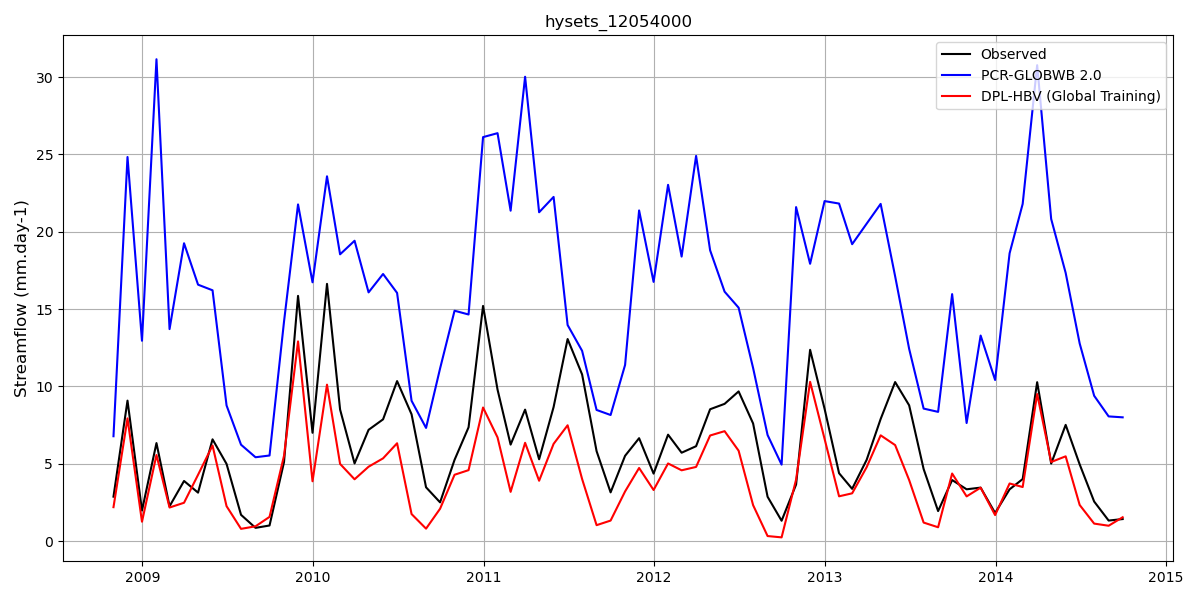 hysets_12054000
Streamflow (mm.day-1)
30
25
20
15
10
5
0
Observed
PCR-GLOBWB 2.0
DPL-HBV (Global Training)
2009 2010 2011 2012 2013 2014 2015